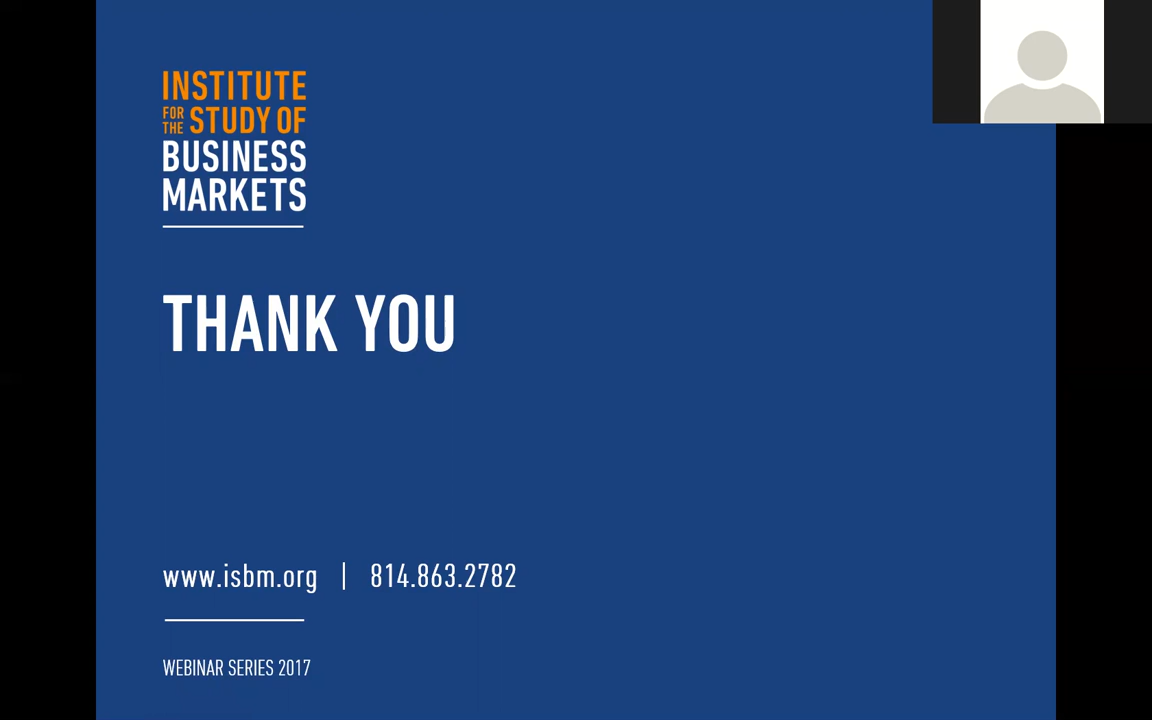 INSTITUTE
FOR THE STUDY OF
BUSINESS
MARKETS
THANK YOU
www.isbm.org | 814.863.2782
WEBINAR SERIES 2017